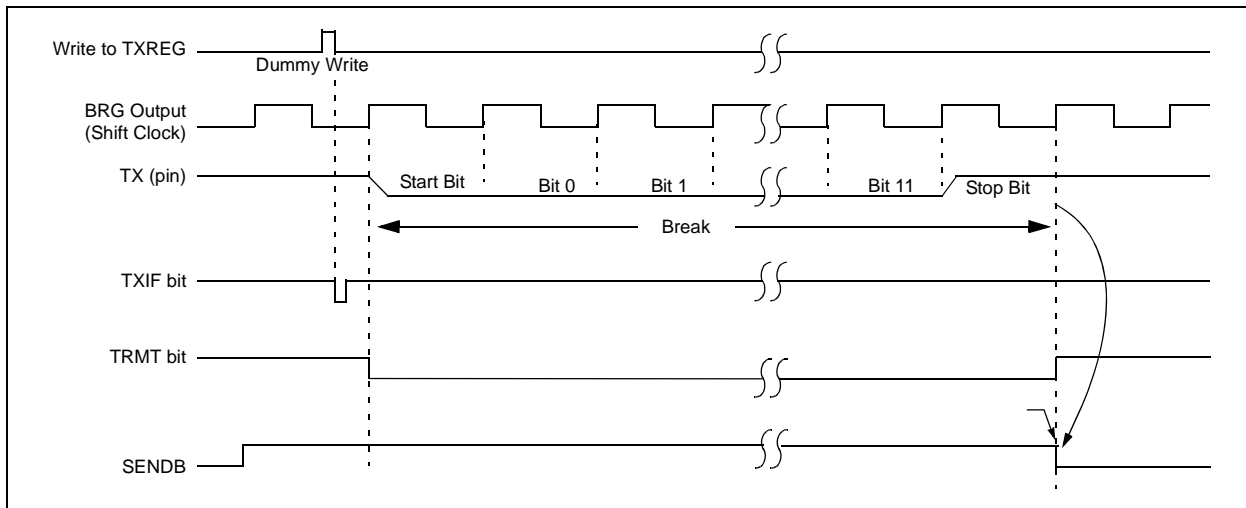 Write to TXREG
Dummy Write
BRG Output
(Shift Clock)
TX (pin)
Start Bit
Bit 0
Bit 1
Bit 11
Stop Bit
Break
TXIF bit
TRMT bit
SENDB